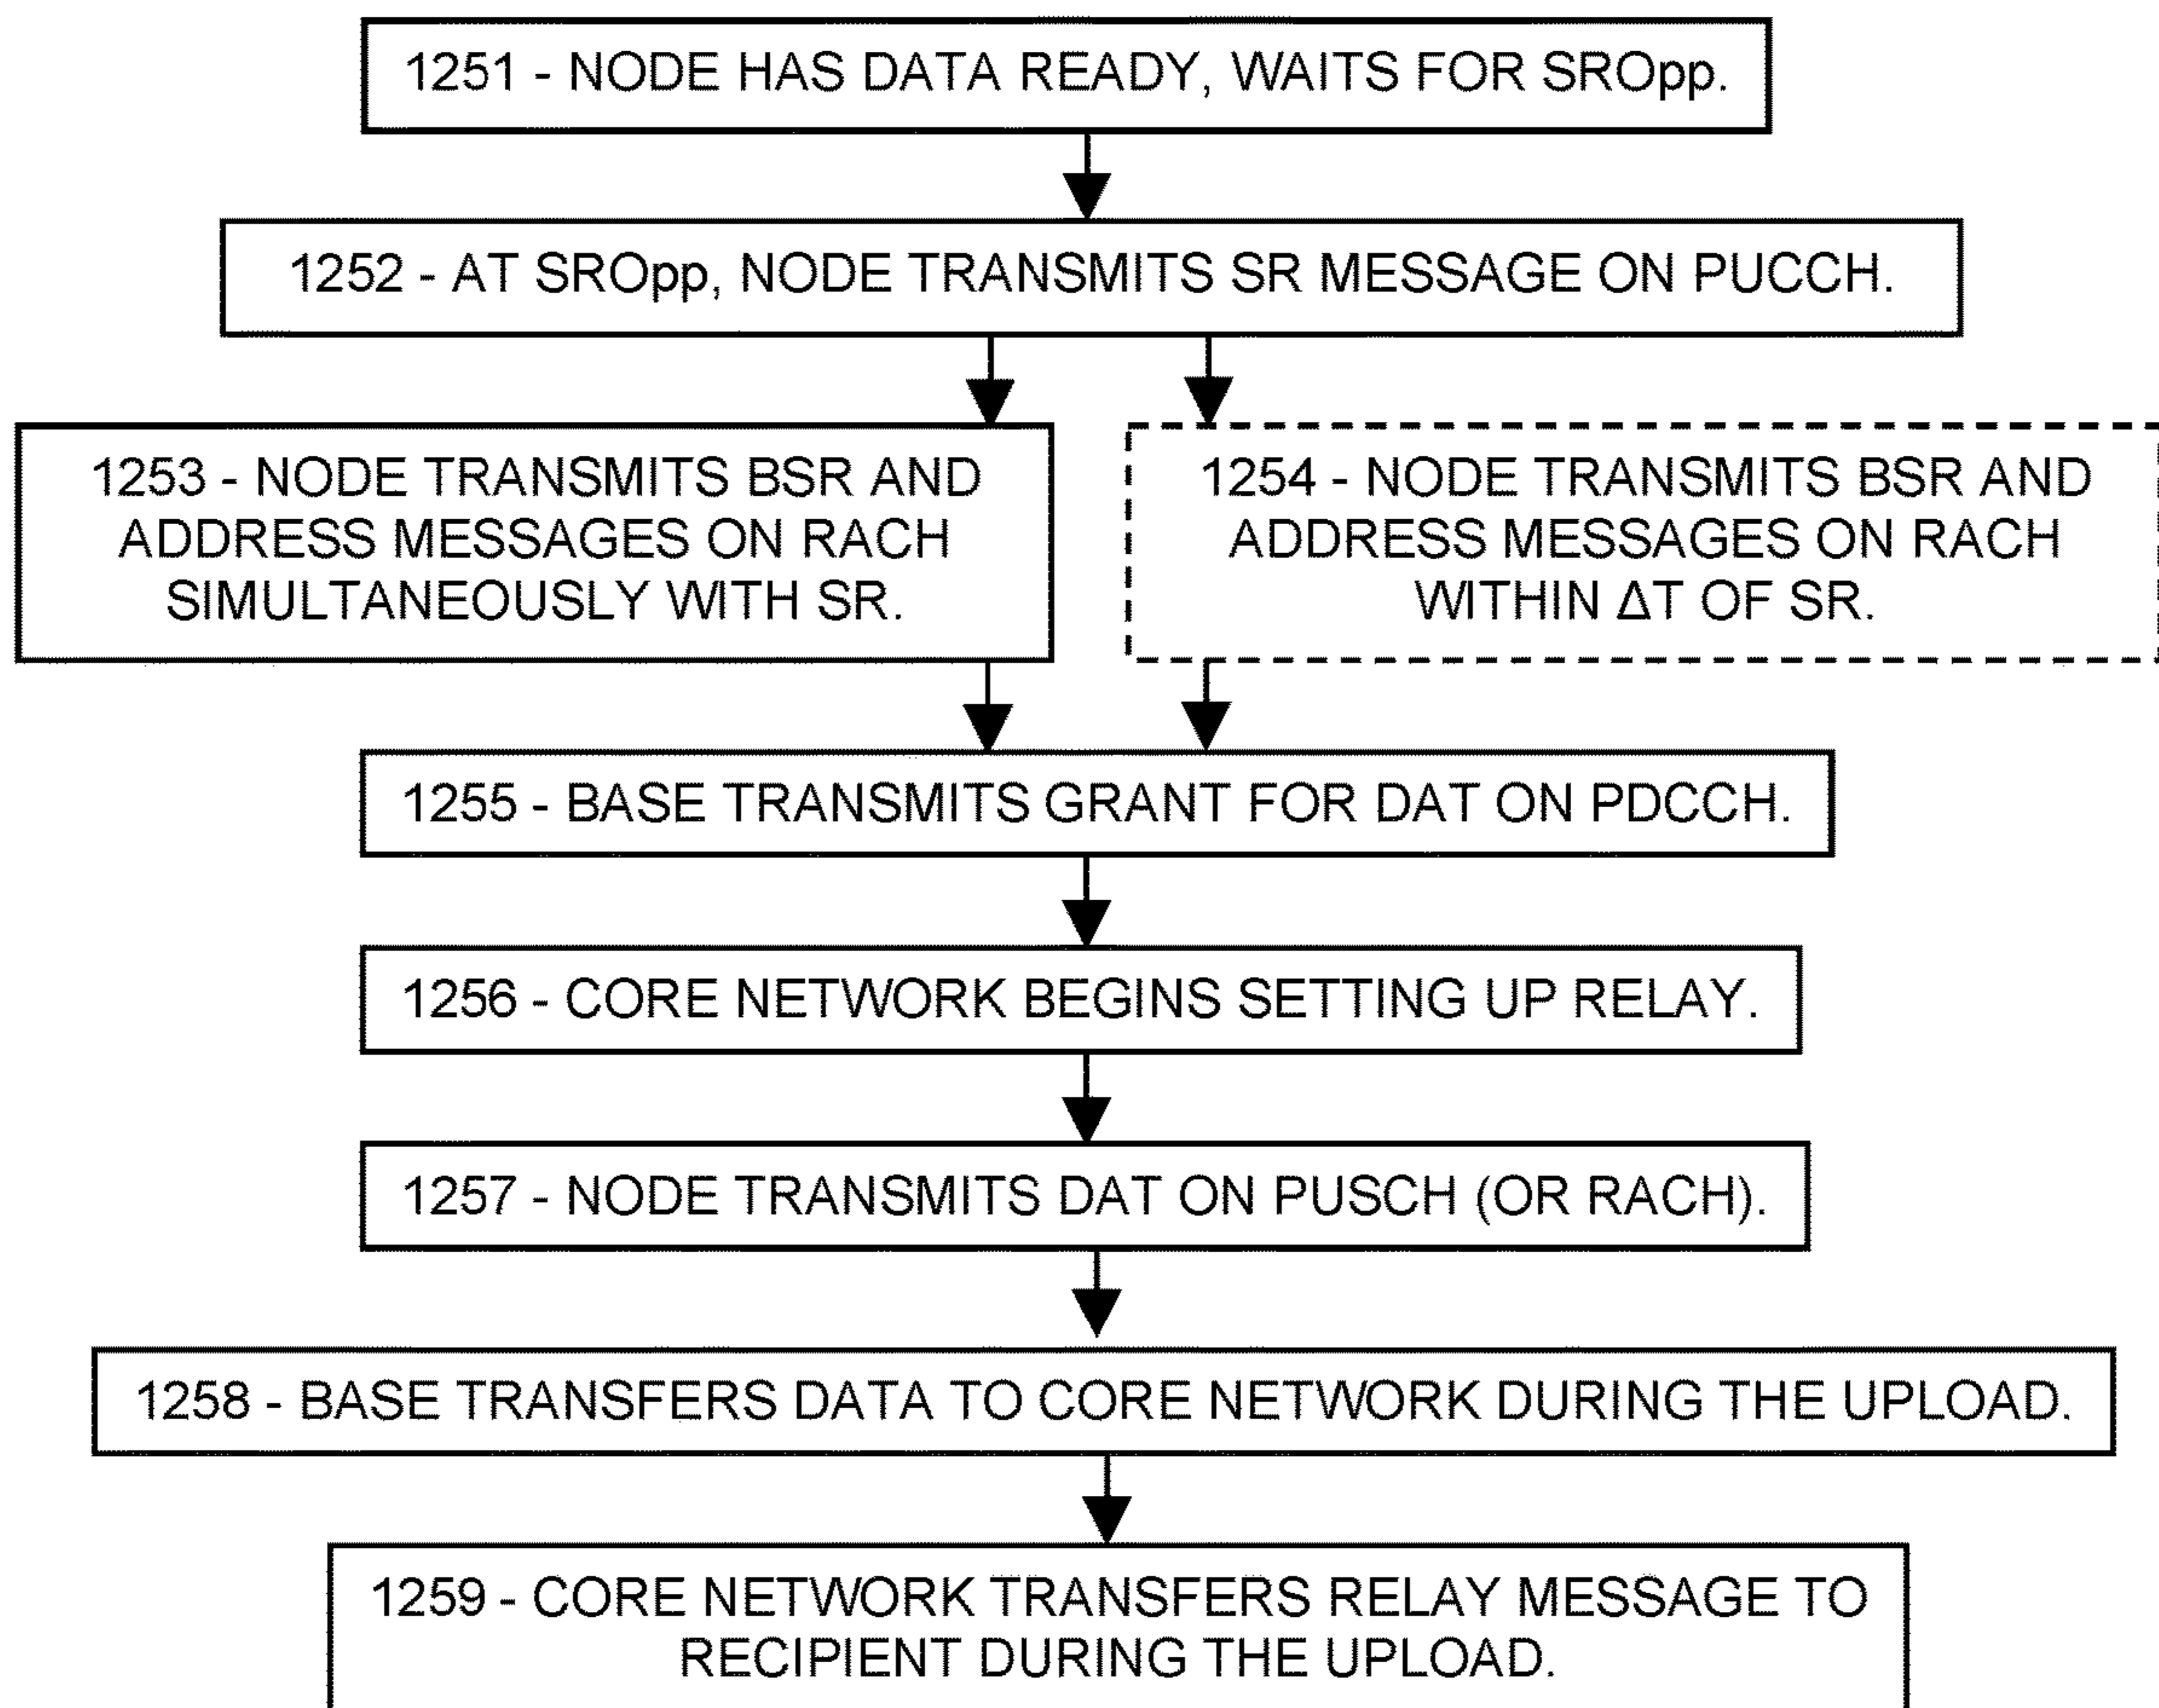 1251 - NODE HAS DATA READY, WAITS FOR SROpp.
1252 - AT SROpp, NODE TRANSMITS SR MESSAGE ON PUCCH.
1253 - NODE TRANSMITS BSR AND
ADDRESS MESSAGES ON RACH
SIMULTANEOUSLY WITH SR.
1254 - NODE TRANSMITS BSR AND
ADDRESS MESSAGES ON RACH
WITHIN ΔT OF SR.
1255 - BASE TRANSMITS GRANT FOR DAT ON PDCCH.
1256 - CORE NETWORK BEGINS SETTING UP RELAY.
1257 - NODE TRANSMITS DAT ON PUSCH (OR RACH).
1258 - BASE TRANSFERS DATA TO CORE NETWORK DURING THE UPLOAD.
1259 - CORE NETWORK TRANSFERS RELAY MESSAGE TO
RECIPIENT DURING THE UPLOAD.